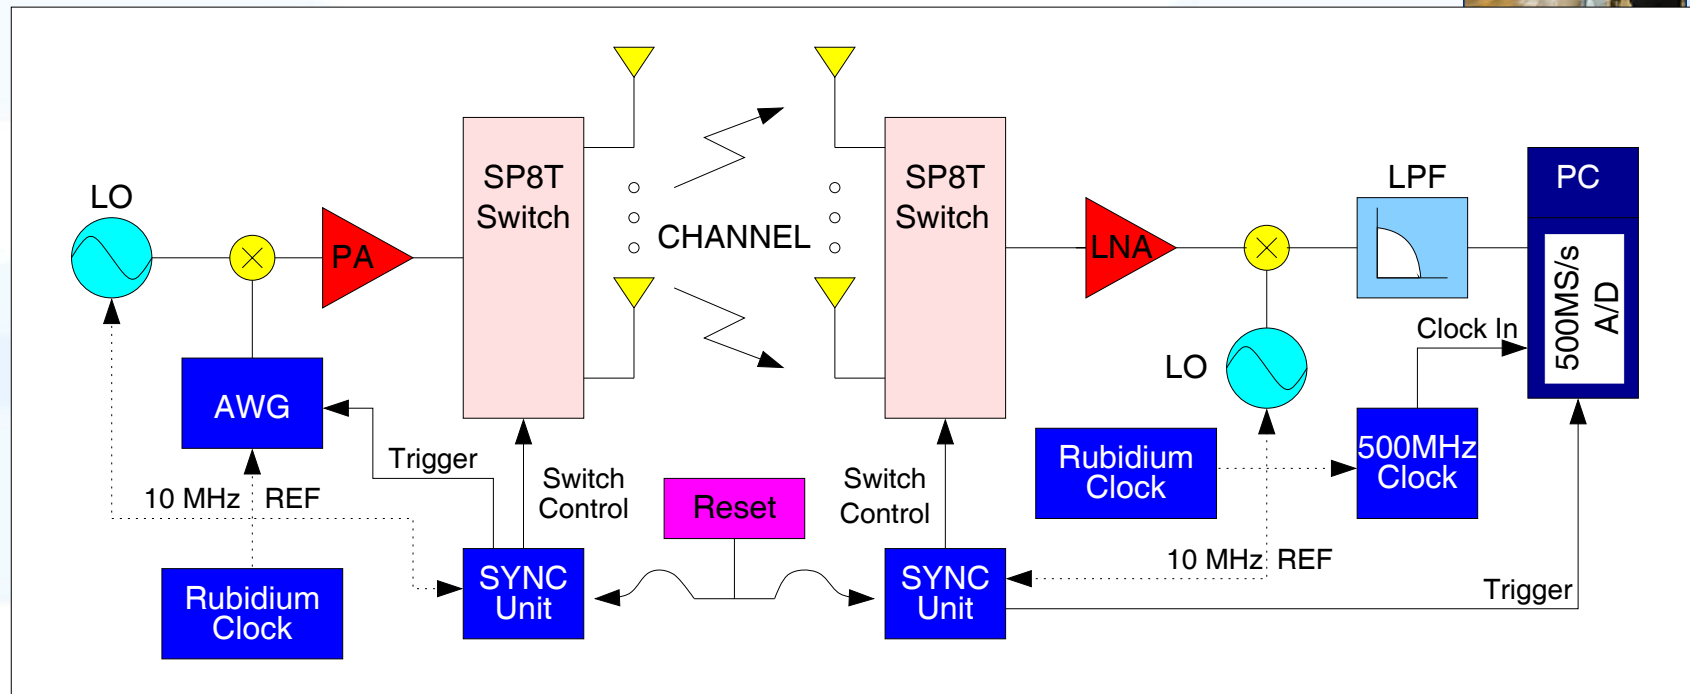 LO
PA
AWG
Trigger
10 MHz REF
Rubidium
Clock
SP8T
Switch
Switch
Control
SYNC
Unit
CHANNEL
Reset
SP8T
Switch
Switch
Control
SYNC
Unit
LNA
LO
LPF
PC
500MS/s
A/D
Clock In
Rubidium
Clock
500MHz
Clock
10 MHz REF
Trigger